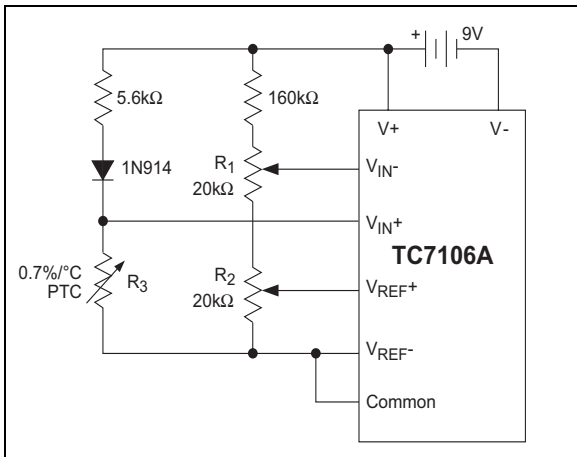 + 9V
5.6kΩ
160kΩ
V+ V-
1N914
R1
20kΩ
VIN-
VIN+
TC7106A
0.7%/°C
PTC
R3
R2
20kΩ
VREF+
VREF-
Common